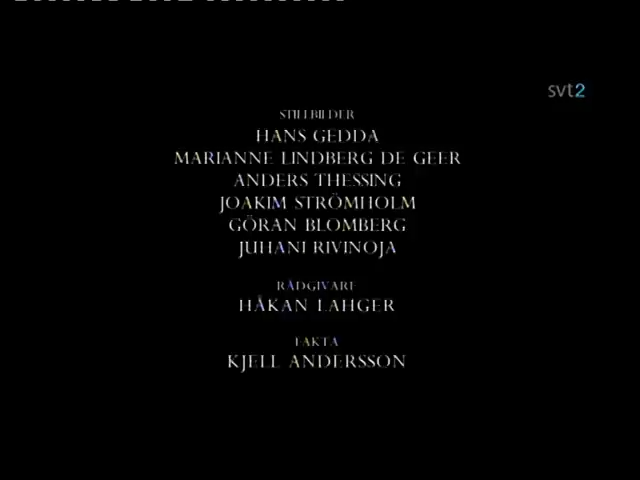 svt2
STILLBILDER
HANS GEDDA
MARIANNE LINDBERG DE GEER
ANDERS THESSING
JOAKIM STRÖMHOLM
GÖRAN BLOMBERG
JUHANI RIVINOJA
RÅDGIVARE
HÅKAN LAHGER
FAKTA
KJELL ANDERSSON